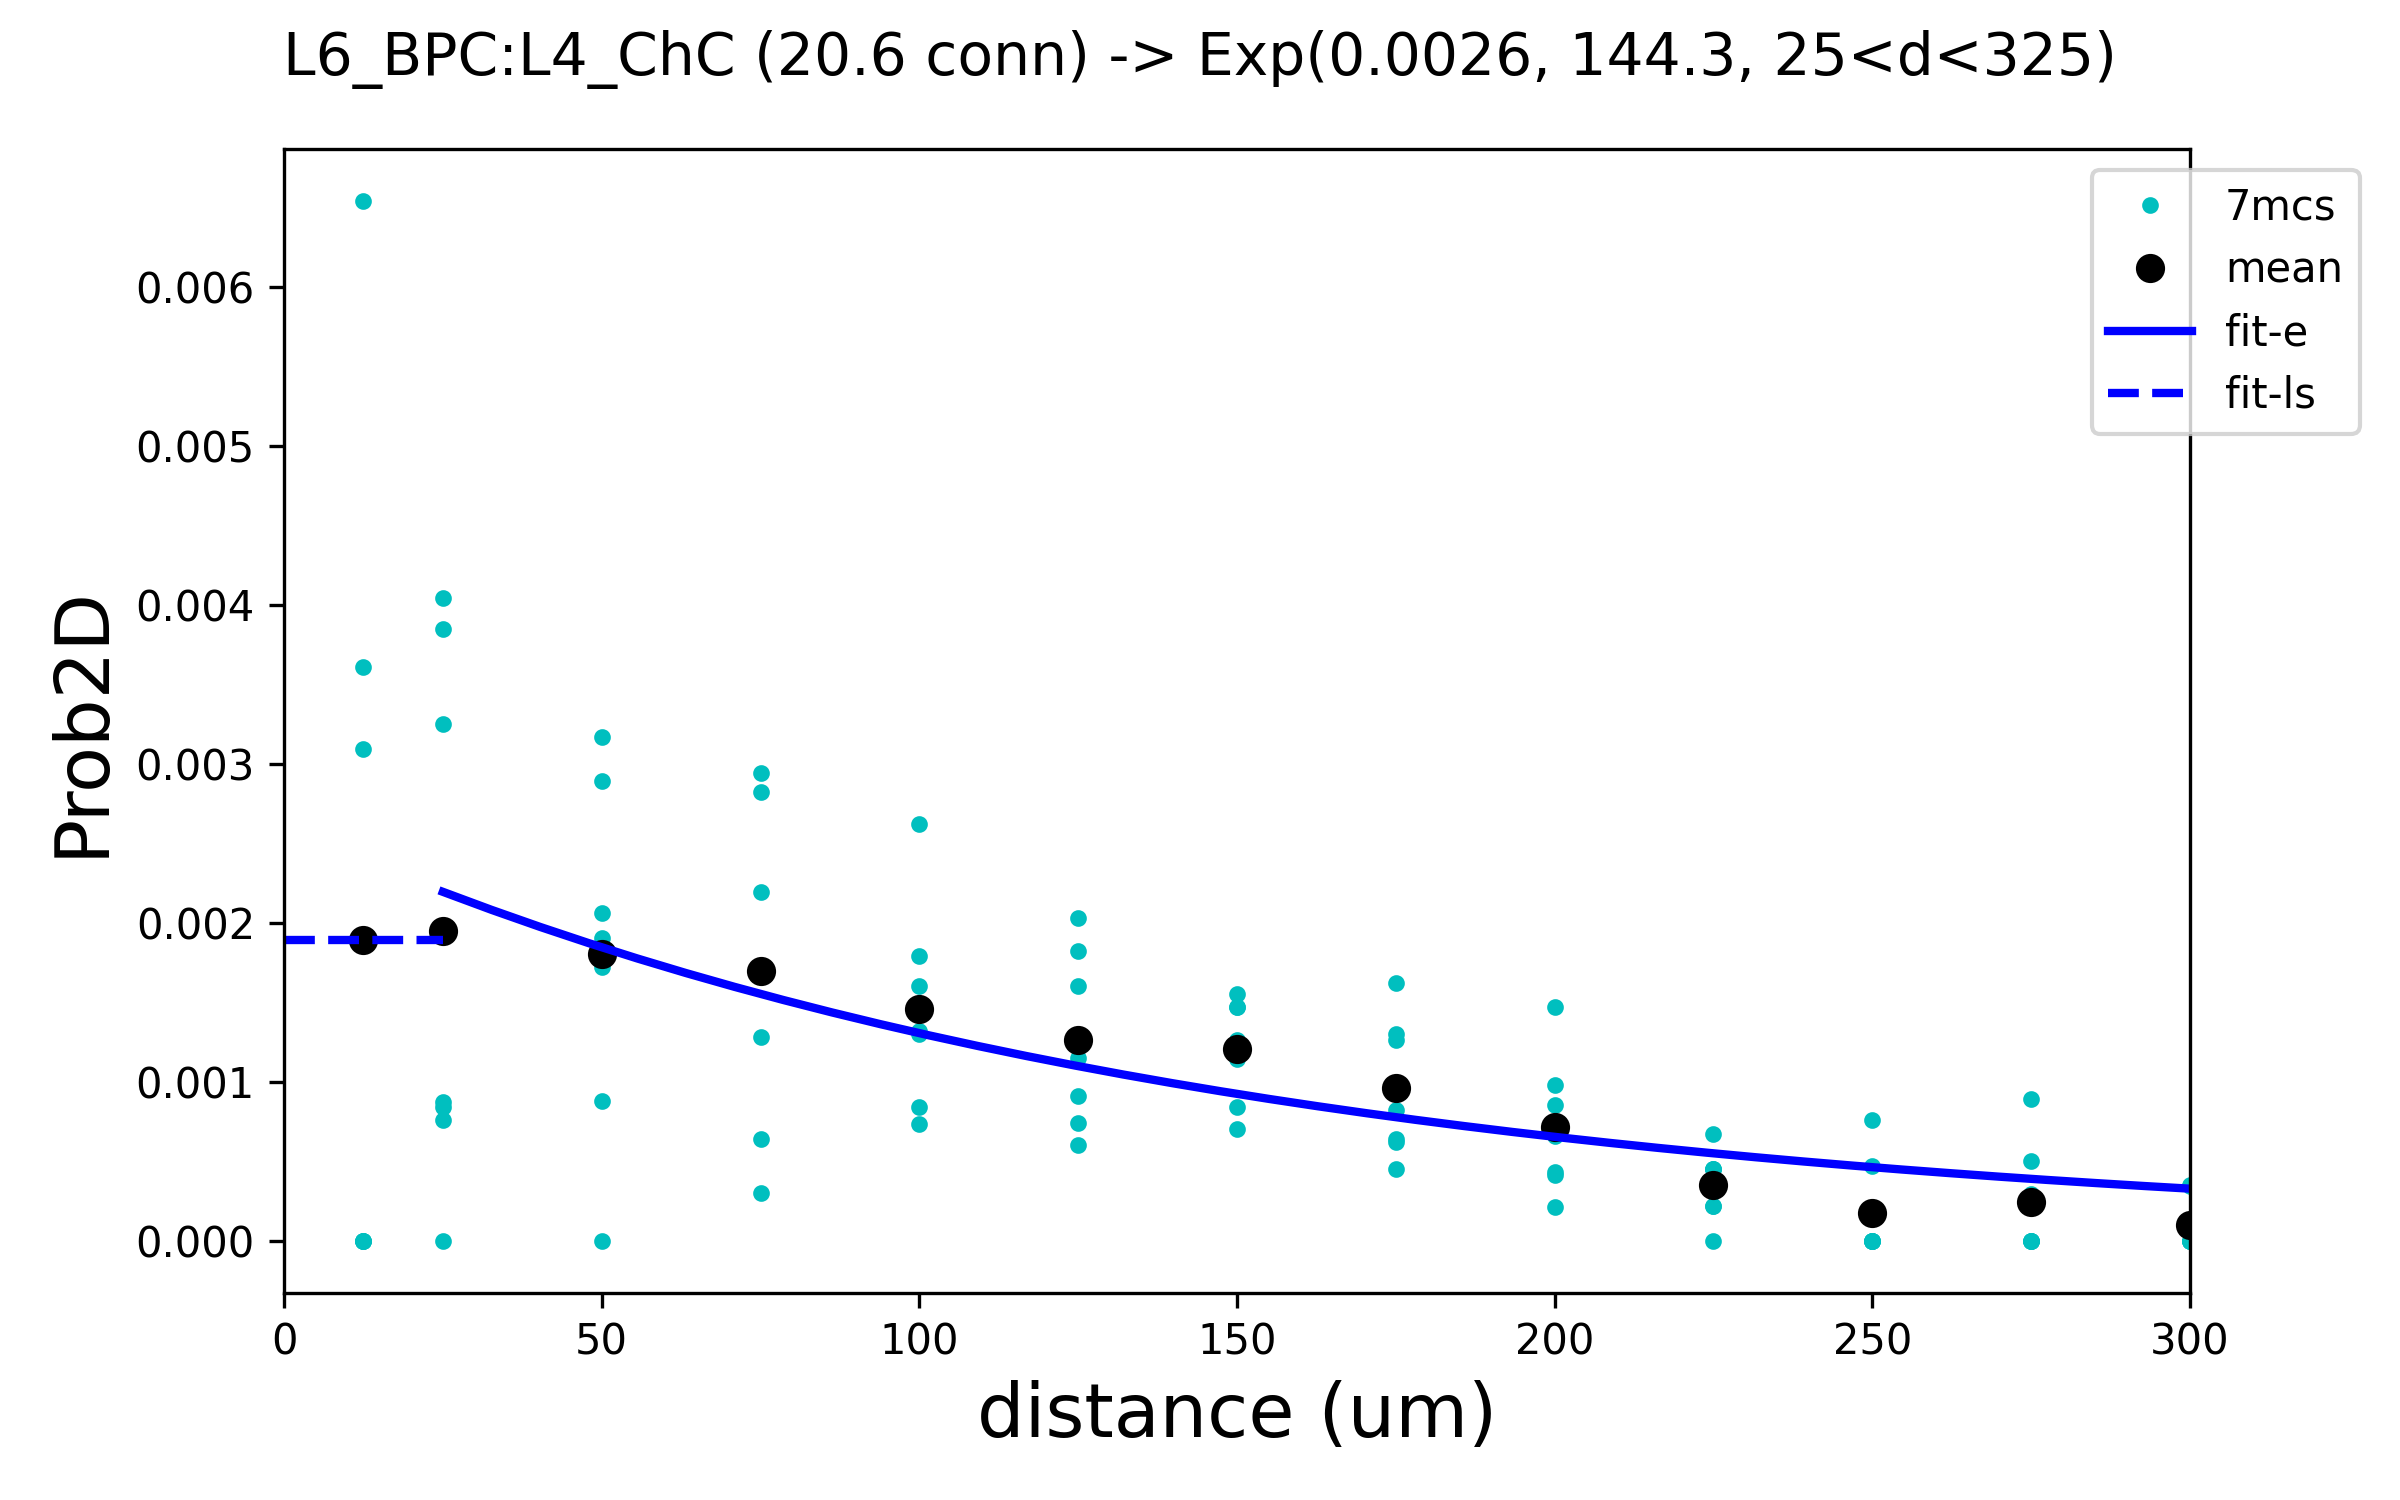 L6_BPC:L4_ChC (20.6 conn) -> Exp(0.0026, 144.3, 25<d<325)
7mcs
mean
fit-e
fit-ls
Prob2D
0.006
0.005
0.004
0.003
0.002
0.001
0.000
0 50 100 150 200 250 300
distance (um)